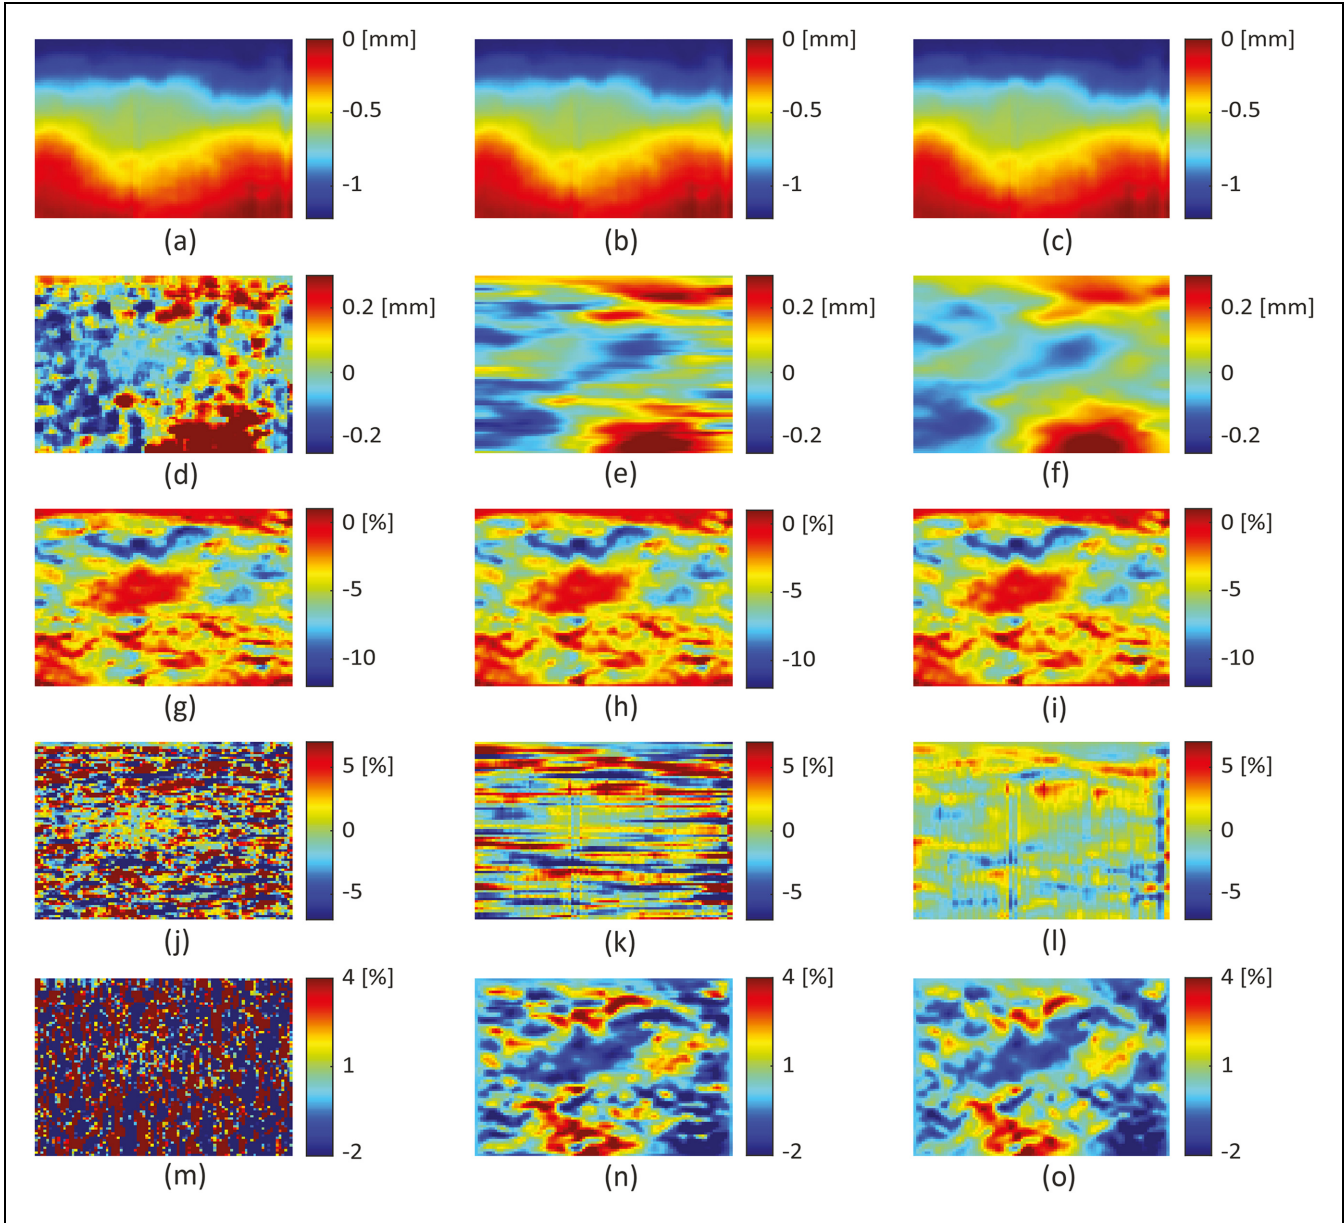 0 [mm]
-0.5
-1
(a)
0 [mm]
-0.5
-1
(b)
0 [mm]
-0.5
-1
(c)
0.2 [mm]
0
-0.2
(d)
0.2 [mm]
0
-0.2
(e)
0.2 [mm]
0
-0.2
(f)
0 [%]
-5
-10
(g)
0 [%]
-5
-10
(h)
0 [%]
-5
-10
(i)
5 [%]
0
-5
(j)
5 [%]
0
-5
(k)
5 [%]
0
-5
(l)
4 [%]
1
-2
(m)
4 [%]
1
-2
(n)
4 [%]
1
-2
(o)